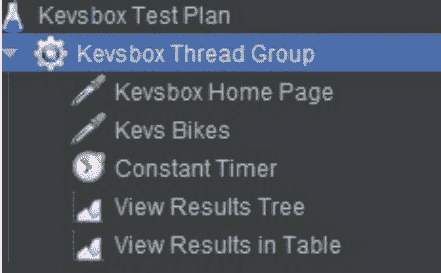 Kevsbox Test Plan
Kevsbox Thread Group
Kevsbox Home Page
Kevs Bikes
Constant Timer
View Results Tree
View Results in Table